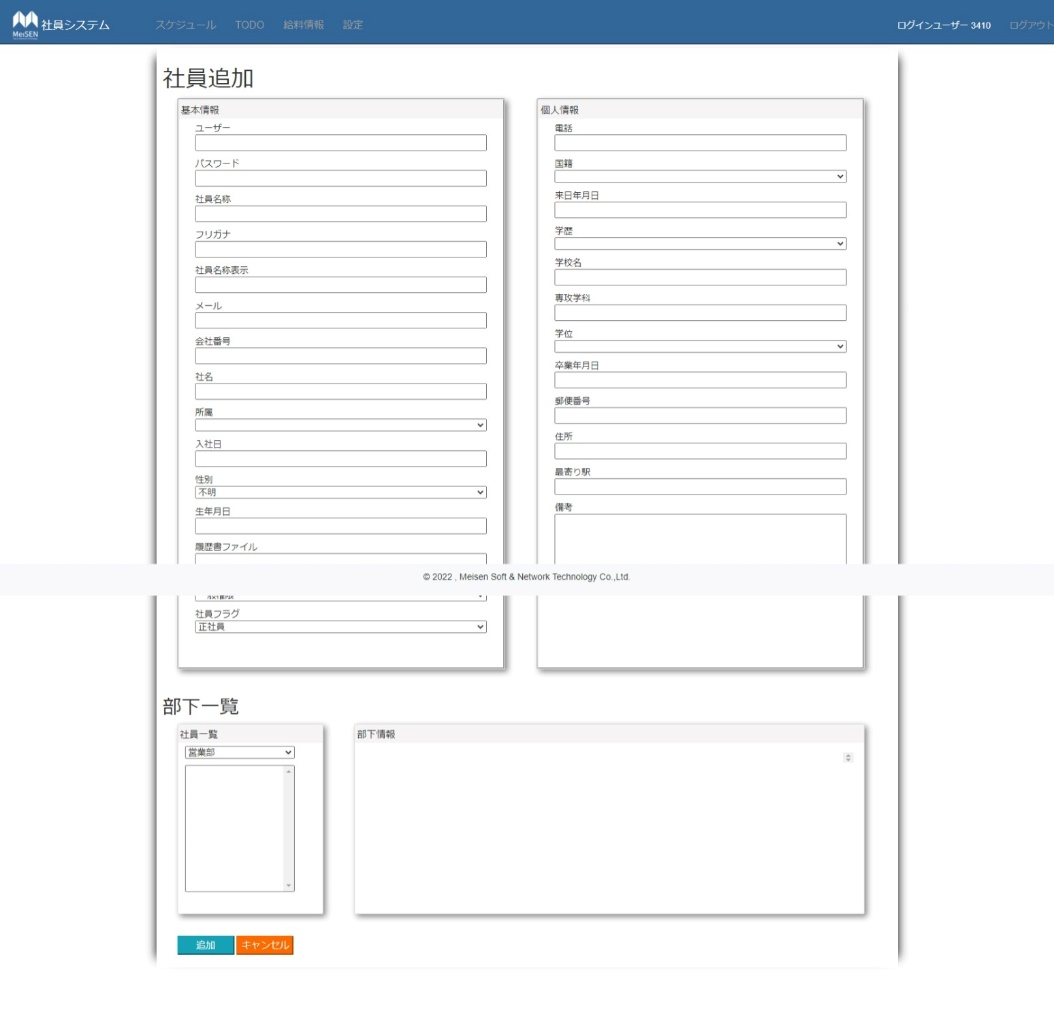 MeiSEN 社員システム スケジュール TODO 給料情報 設定 ログインユーザー 3410 ログアウト
社員追加
基本情報
ユーザー
パスワード
社員名称
フリガナ
社員名称表示
メール
会社番号
社名
所属
入社日
性別
不明
生年月日
履歴書ファイル
社員フラグ
正社員
個人情報
電話
国籍
来日年月日
学歴
学校名
専攻学科
学位
卒業年月日
郵便番号
住所
最寄り駅
備考
© 2022 . Meisen Soft & Network Technology Co.,Ltd.
部下一覧
社員一覧
営業部
部下情報
追加 キャンセル